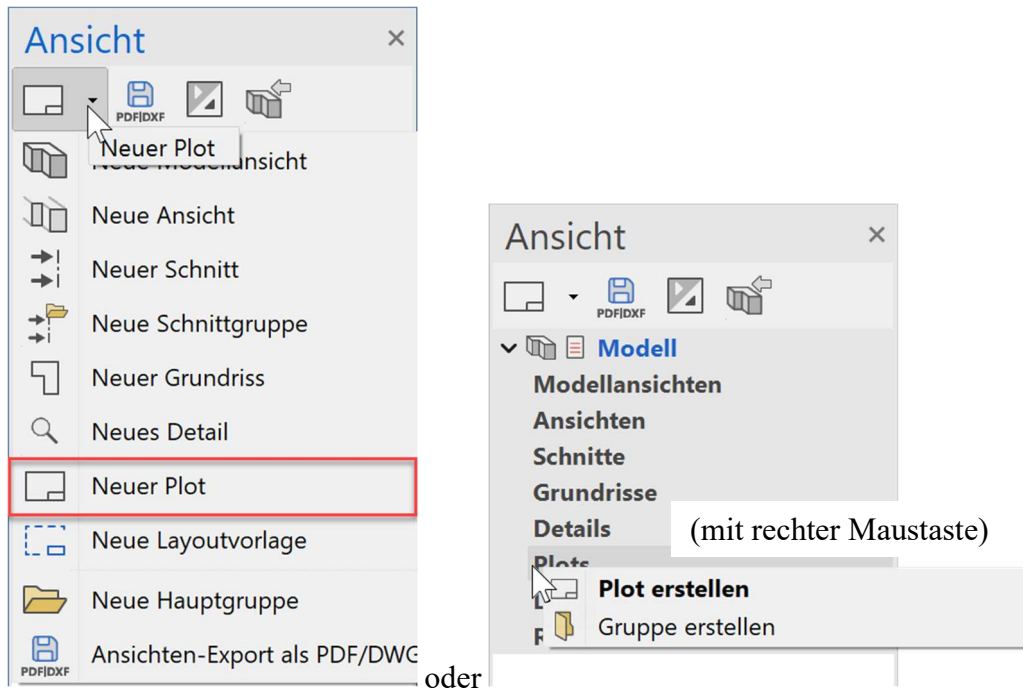 Ansicht
PDF|DXF
Neuer Plot
Neue Modellansicht
Neue Ansicht
Neuer Schnitt
Neue Schnittgruppe
Neuer Grundriss
Neues Detail
Neuer Plot
Neue Layoutvorlage
Neue Hauptgruppe
PDF|DXF
Ansichten-Export als PDF/DWG
oder
Ansicht
PDF|DXF
Modell
Modellansichten
Ansichten
Schnitte
Grundrisse
Details
(mit rechter Maustaste)
Plots
Plot erstellen
Gruppe erstellen